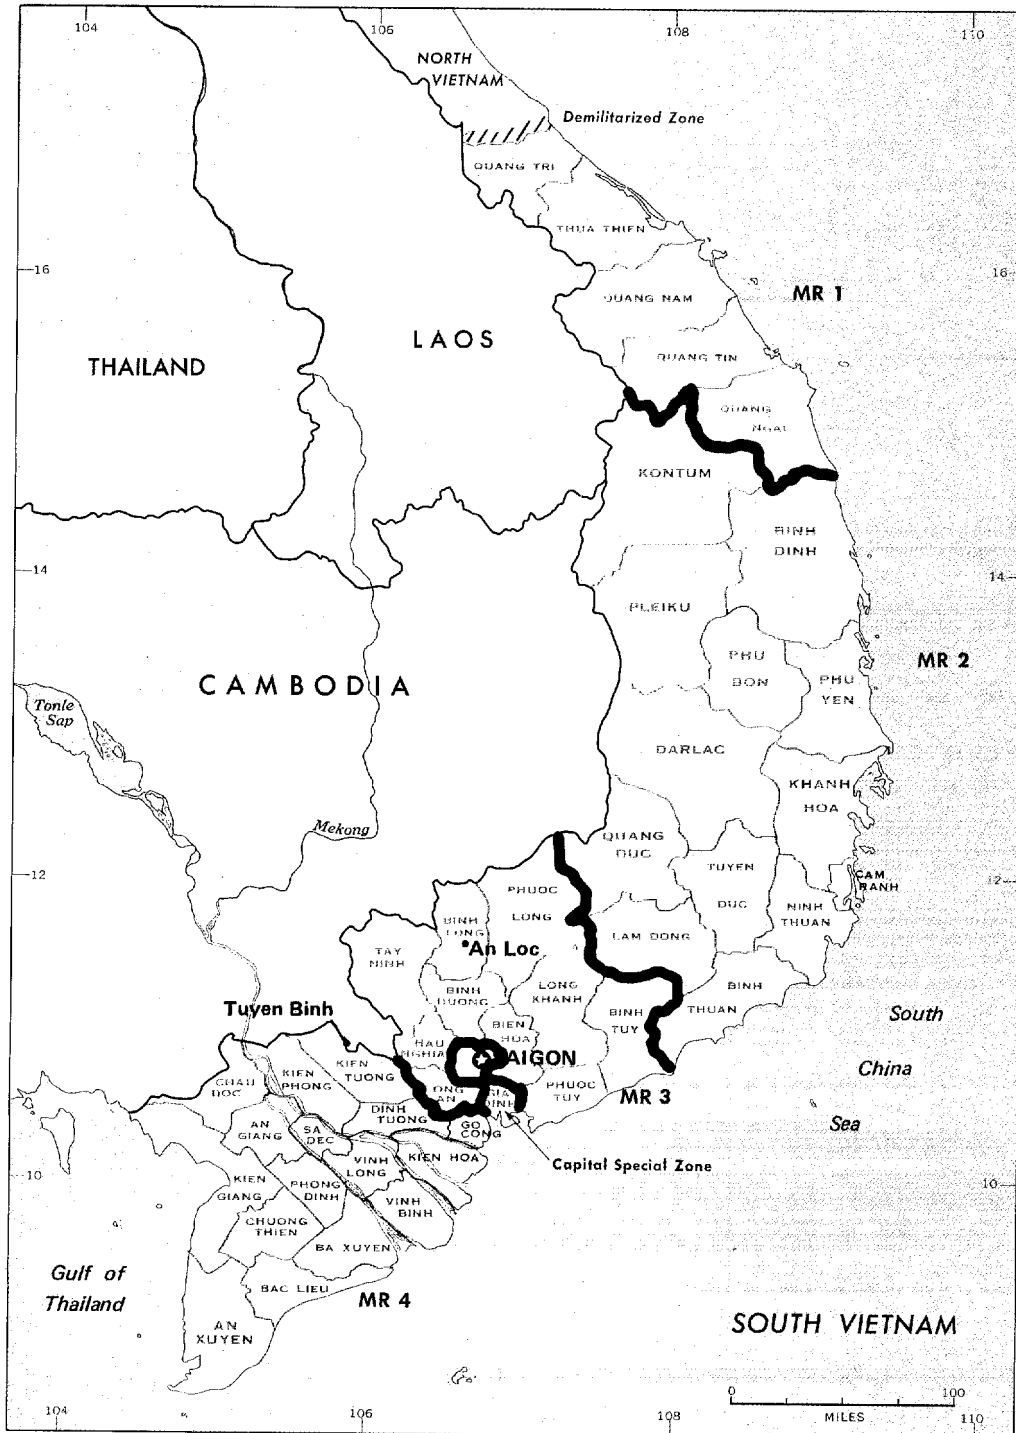 104
106
108
110
NORTH
VIETNAM
Demilitarized Zone
QUANG TRI
THUA THIEN
16
16
QUANG NAM
MR 1
LAOS
THAILAND
QUANG TIN
QUANG
NGAI
KONTUM
BINH
DINH
14
14
PLEIKU
PHU
BON
MR 2
CAMBODIA
PHU
YEN
Tonle
Sap
DARLAC
KHANH
HOA
Mekong
QUANG
DUC
TUYEN
DUC
12
12
CAM
RANH
PHUOC
LONG
NINH
THUAN
BINH
LONG
LAM DONG
An Loc
TAY
NINH
BINH
DUONG
LONG
KHANH
BINH
THUAN
BINH
TUY
Tuyen Binh
South
China
Sea
BIEN
HOA
HAU
NGHIA
SAIGON
KIEN
TUONG
KIEN
PHONG
CHAU
DOC
LONG
AN
GIA
DINH
PHUOC
TUY
MR 3
DINH
TUONG
GO
CONG
AN
GIANG
SA
DEC
KIEN HOA
VINH
LONG
Capital Special Zone
10
10
KIEN
GIANG
PHONG
DINH
VINH
BINH
CHUONG
THIEN
BA XUYEN
Gulf of
Thailand
BAC LIEU
MR 4
AN
XUYEN
SOUTH VIETNAM
0
100
MILES
104
106
108
110